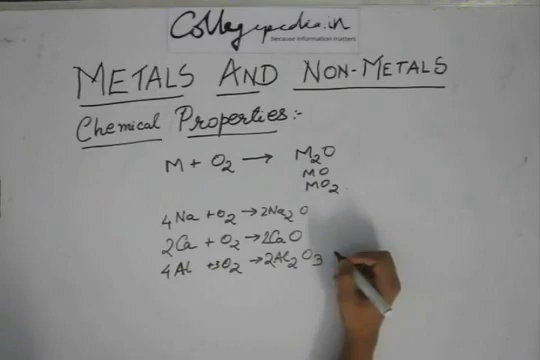 Collegepedia.in
because information matters
METALS AND NON-METALS
Chemical Properties:-
M + O₂ → M₂O
MO
MO₂
4Na + O₂ → 2Na₂O
2Ca + O₂ → 2CaO
4Al + 3O₂ → 2Al₂O₃